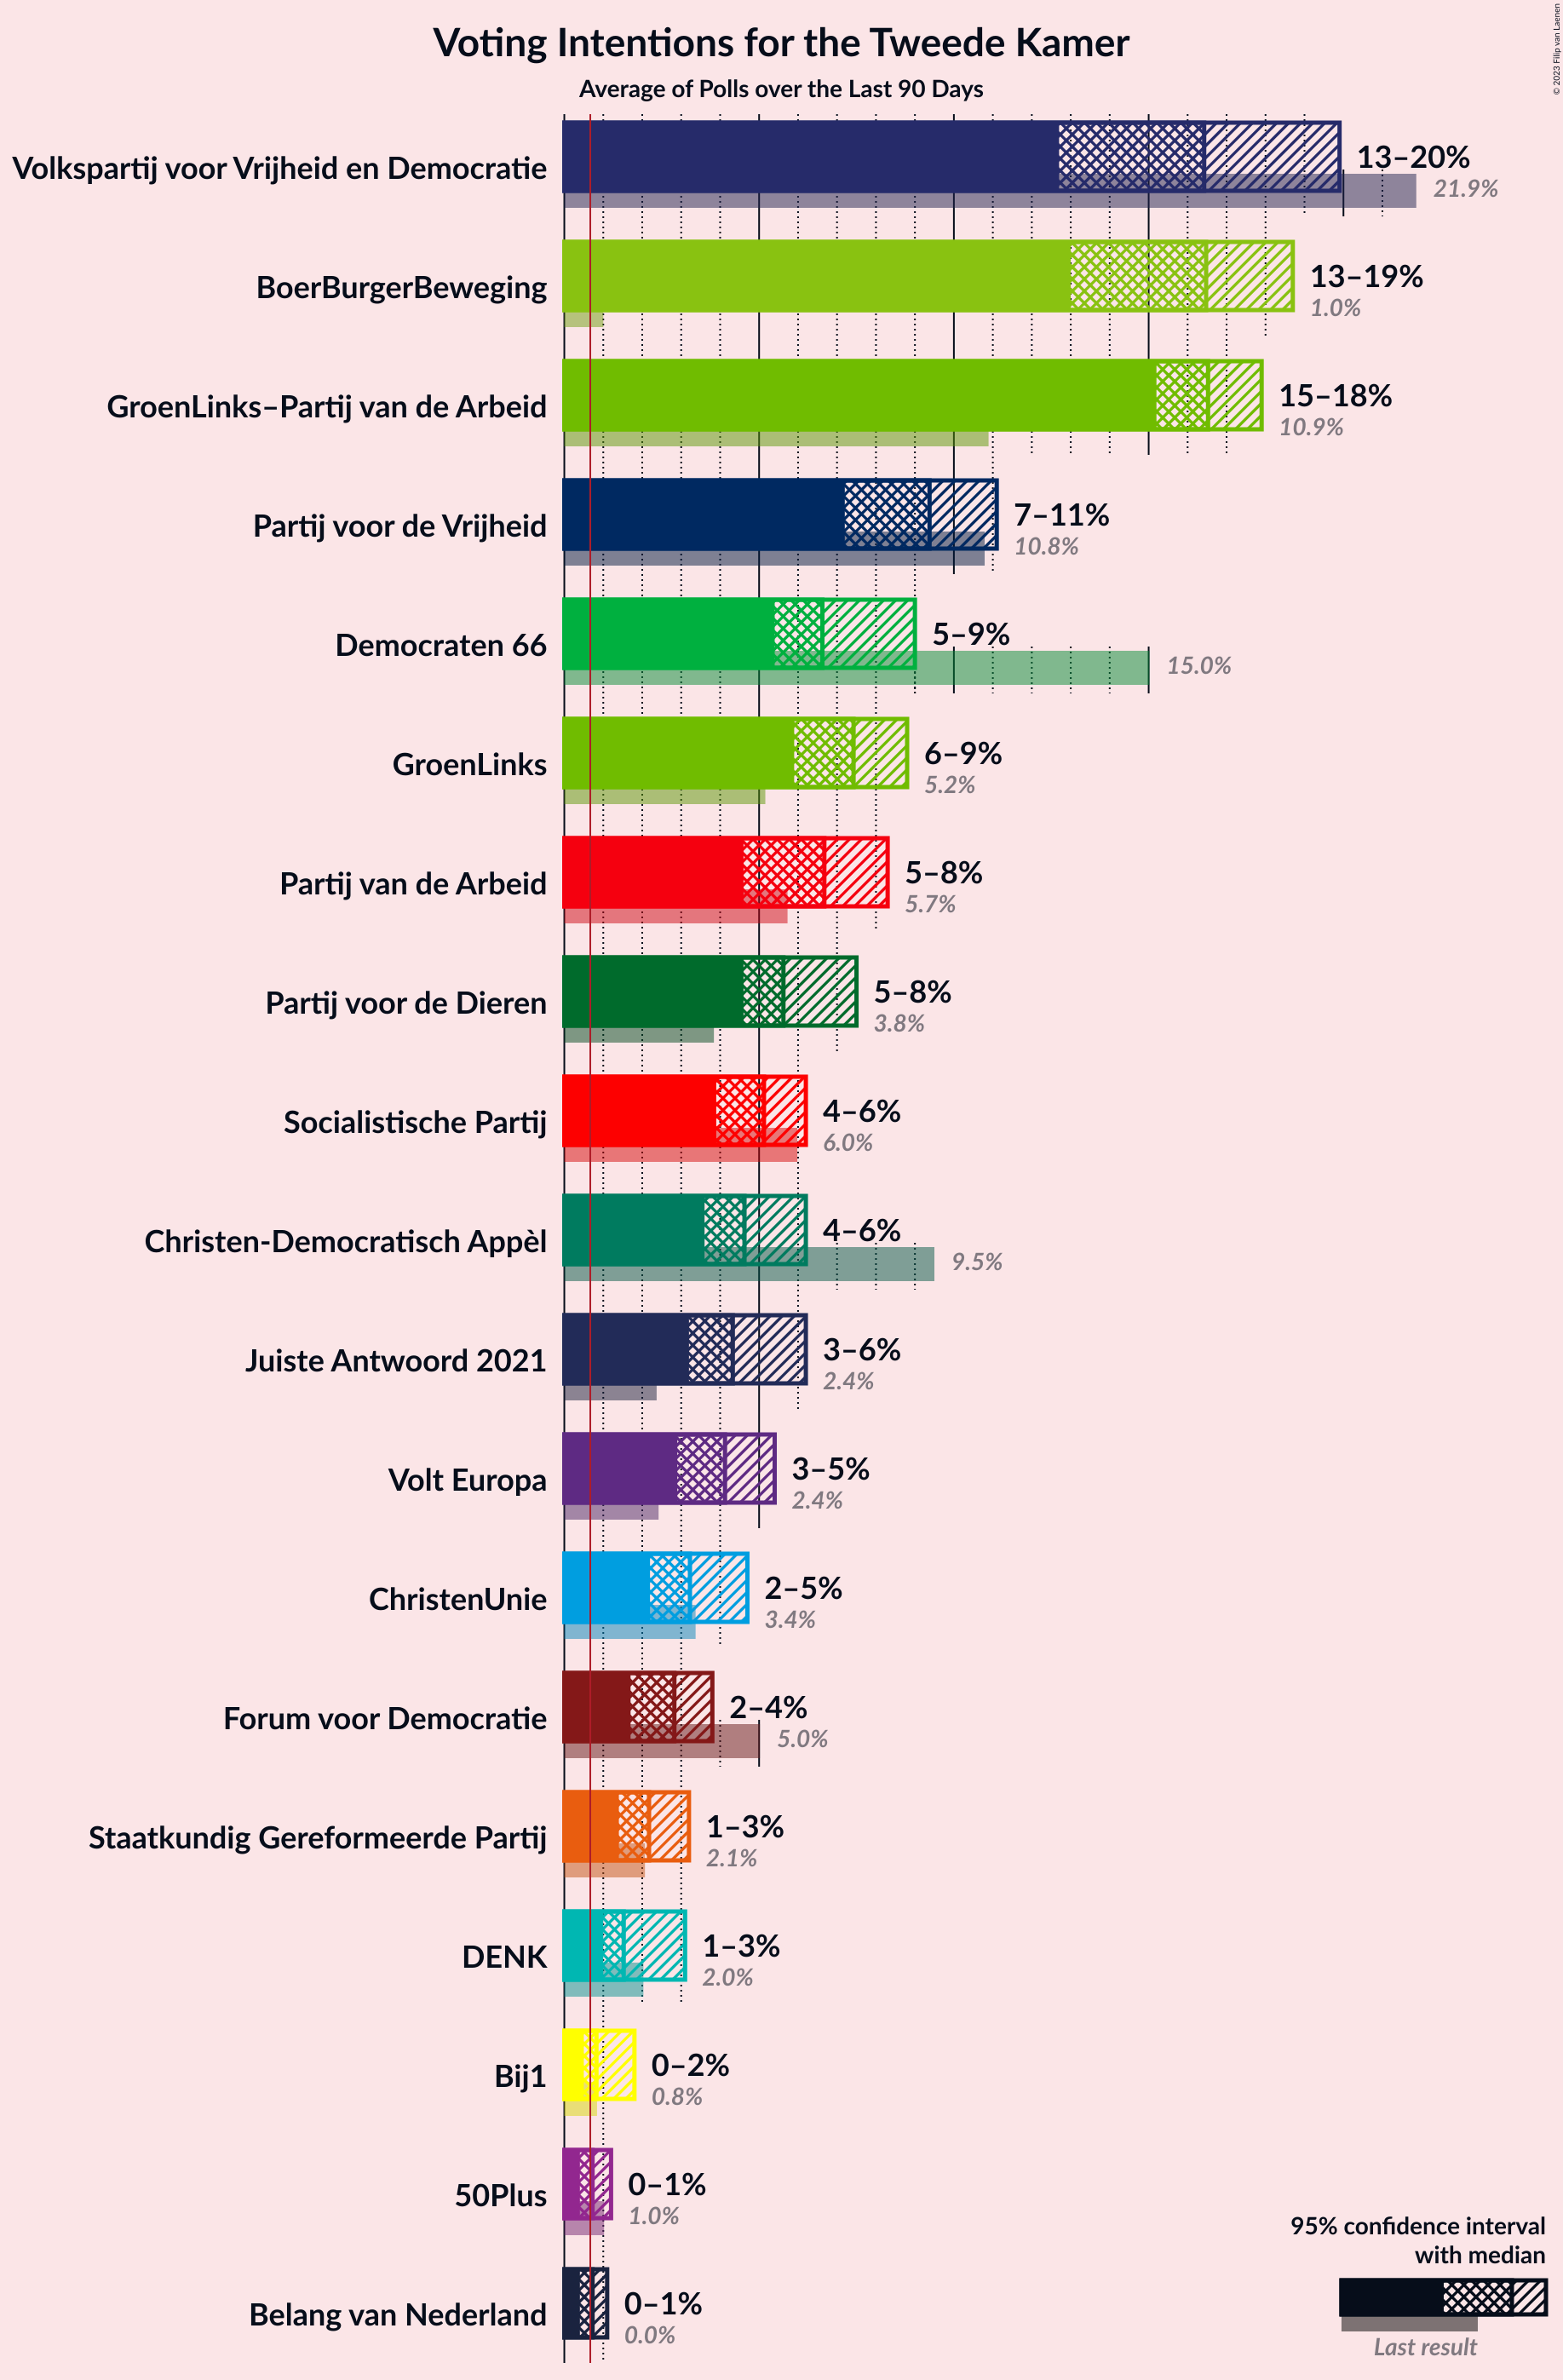 © 2023 Filip van Laenen
Voting Intentions for the Tweede Kamer
Average of Polls over the Last 90 Days
Volkspartij voor Vrijheid en Democratie
13–20%
21.9%
BoerBurgerBeweging
13–19%
1.0%
GroenLinks–Partij van de Arbeid
15–18%
10.9%
Partij voor de Vrijheid
7–11%
10.8%
Democraten 66
5–9%
15.0%
GroenLinks
6–9%
5.2%
Partij van de Arbeid
5–8%
5.7%
Partij voor de Dieren
5–8%
3.8%
Socialistische Partij
4–6%
6.0%
Christen-Democratisch Appèl
4–6%
9.5%
Juiste Antwoord 2021
3–6%
2.4%
Volt Europa
3–5%
2.4%
ChristenUnie
2–5%
3.4%
Forum voor Democratie
2–4%
5.0%
Staatkundig Gereformeerde Partij
1–3%
2.1%
DENK
1–3%
2.0%
Bij1
0–2%
0.8%
50Plus
0–1%
1.0%
Belang van Nederland
0–1%
0.0%
95% confidence interval
with median
Last result